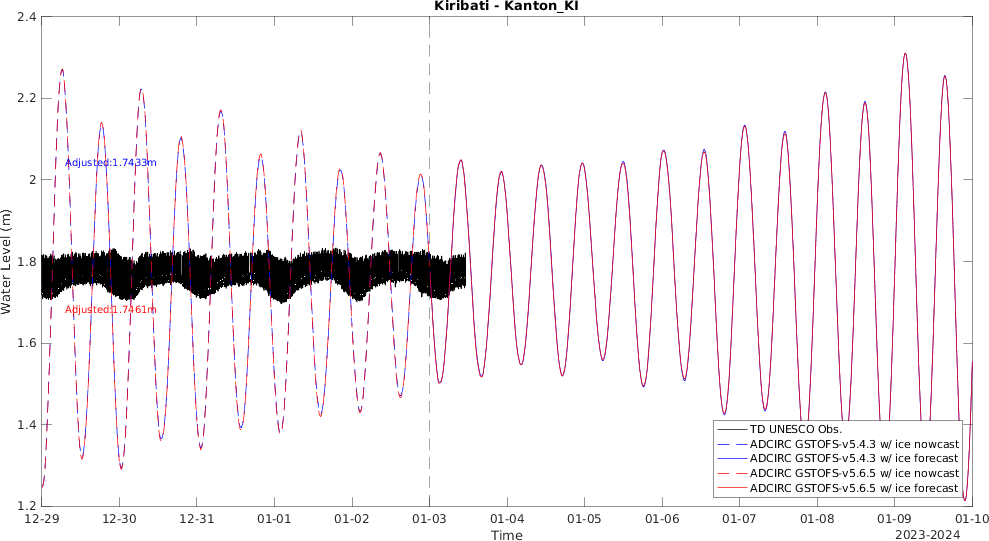 Kiribati - Kanton_KI
2.4
2.2
2
1.8
1.6
1.4
1.2
Water Level (m)
Adjusted:1.7433m
Adjusted:1.7461m
TD UNESCO Obs.
ADCIRC GSTOFS-v5.4.3 w/ ice nowcast
ADCIRC GSTOFS-v5.4.3 w/ ice forecast
ADCIRC GSTOFS-v5.6.5 w/ ice nowcast
ADCIRC GSTOFS-v5.6.5 w/ ice forecast
12-29 12-30 12-31 01-01 01-02 01-03 01-04 01-05 01-06 01-07 01-08 01-09 01-10
Time
2023-2024